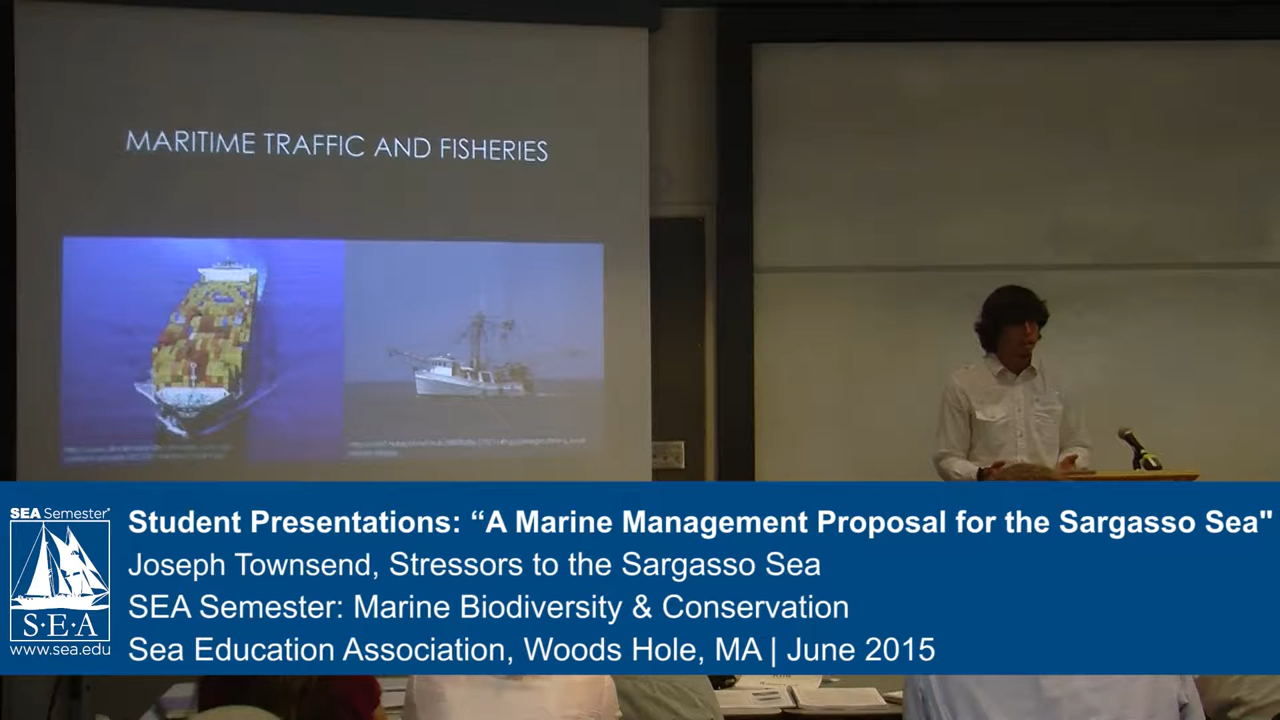 MARITIME TRAFFIC AND FISHERIES
SEA Semester®
S·E·A
www.sea.edu
Student Presentations: “A Marine Management Proposal for the Sargasso Sea"
Joseph Townsend, Stressors to the Sargasso Sea
SEA Semester: Marine Biodiversity & Conservation
Sea Education Association, Woods Hole, MA | June 2015